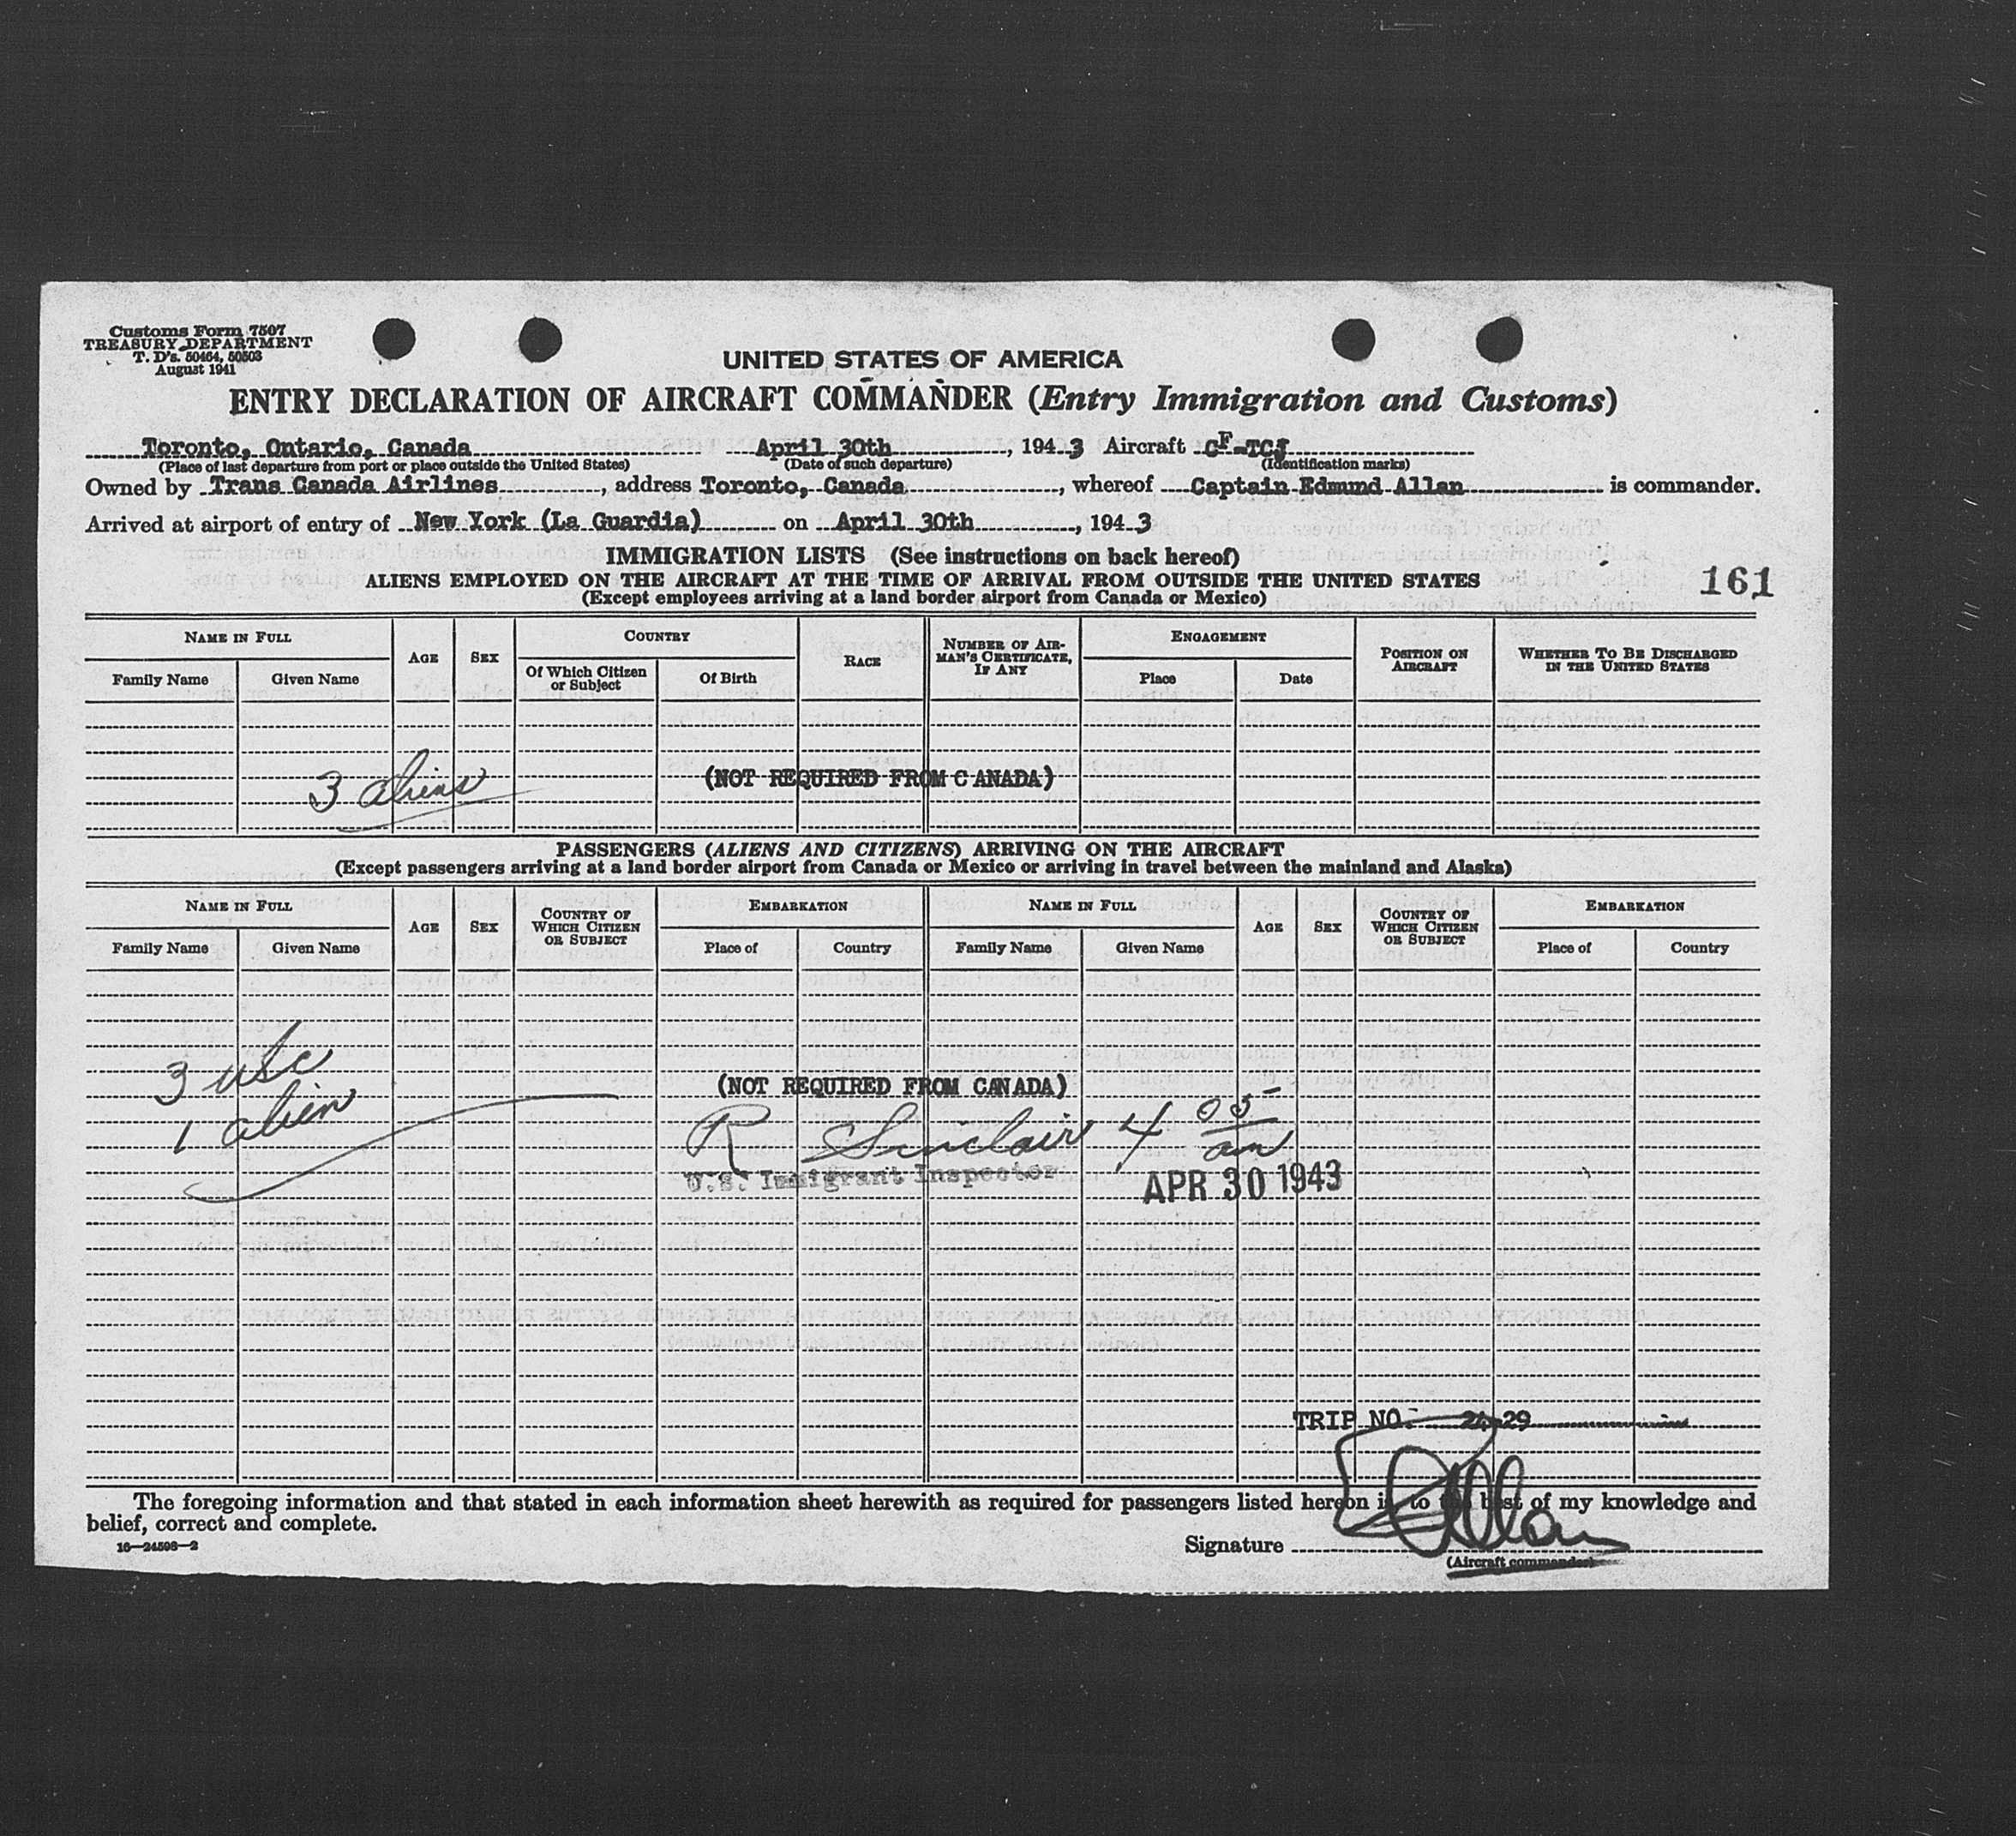 Customs Form 7507
TREASURY DEPARTMENT
T. D's. 50464, 50503
August 1941
UNITED STATES OF AMERICA
ENTRY DECLARATION OF AIRCRAFT COMMANDER (Entry Immigration and Customs)
Toronto, Ontario, Canada April 30th, 1943 Aircraft CF-TCJ
(Place of last departure from port or place outside the United States) (Date of such departure) (Identification marks)
Owned by Trans Canada Airlines, address Toronto, Canada, whereof Captain Edmund Allan is commander.
Arrived at airport of entry of New York (La Guardia) on April 30th, 1943
IMMIGRATION LISTS (See instructions on back hereof)
ALIENS EMPLOYED ON THE AIRCRAFT AT THE TIME OF ARRIVAL FROM OUTSIDE THE UNITED STATES
161
(Except employees arriving at a land border airport from Canada or Mexico)
NAME IN FULL AGE SEX COUNTRY RACE NUMBER OF AIRMAN'S CERTIFICATE, IF ANY ENGAGEMENT POSITION ON AIRCRAFT WHETHER TO BE DISCHARGED IN THE UNITED STATES
Family Name Given Name Of Which Citizen or Subject Of Birth Place Date
3 aliens (NOT REQUIRED FROM CANADA)
PASSENGERS (ALIENS AND CITIZENS) ARRIVING ON THE AIRCRAFT
(Except passengers arriving at a land border airport from Canada or Mexico or arriving in travel between the mainland and Alaska)
NAME IN FULL AGE SEX COUNTRY OF WHICH CITIZEN OR SUBJECT EMBARKATION NAME IN FULL AGE SEX COUNTRY OF WHICH CITIZEN OR SUBJECT EMBARKATION
Family Name Given Name Place of Country Family Name Given Name Place of Country
3 usc
(NOT REQUIRED FROM CANADA)
1 alien
R Sinclair 4 05 am
U.S. Immigrant Inspector APR 30 1943
TRIP NO. 29
The foregoing information and that stated in each information sheet herewith as required for passengers listed hereon is to the best of my knowledge and
belief, correct and complete.
16—24598-2
Signature Allan
(Aircraft commander)